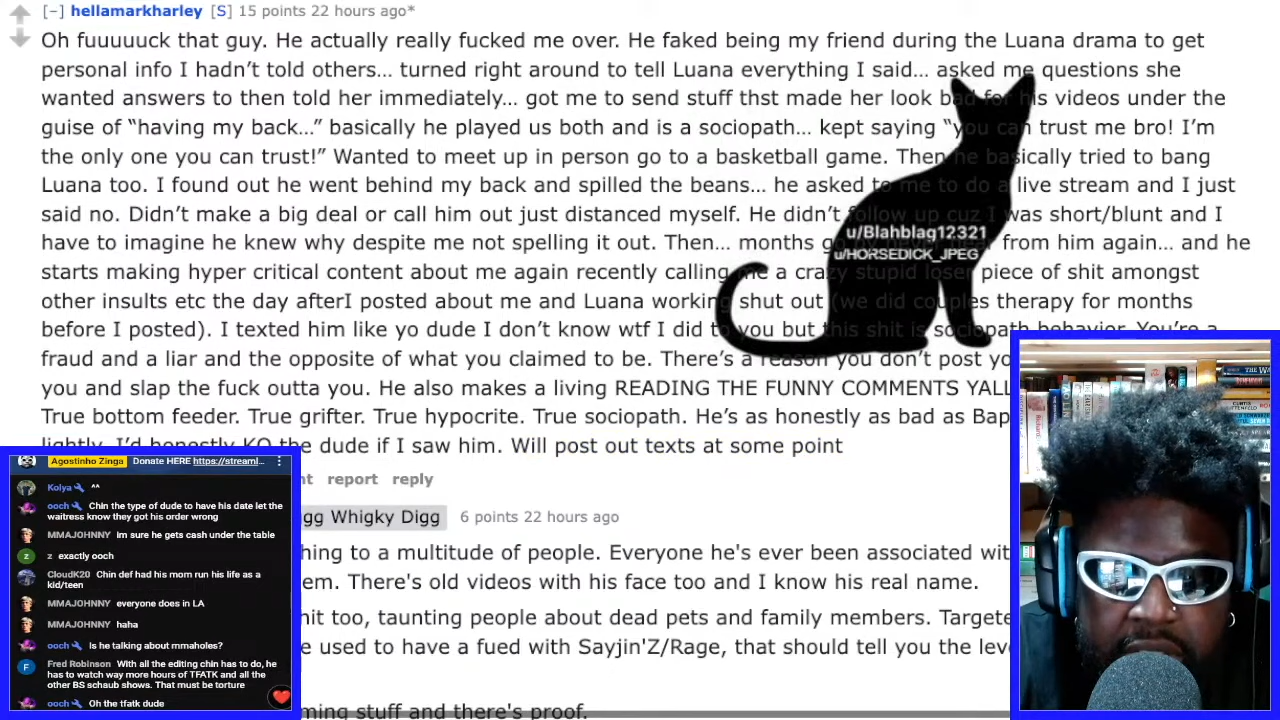 [–] hellamarkharley [S] 15 points 22 hours ago*
Oh fuuuuuck that guy. He actually really fucked me over. He faked being my friend during the Luana drama to get
personal info I hadn't told others... turned right around to tell Luana everything I said... asked me questions she
wanted answers to then told her immediately... got me to send stuff thst made her look bad for his videos under the
guise of “having my back...” basically he played us both and is a sociopath... kept saying “you can trust me bro! I'm
the only one you can trust!” Wanted to meet up in person go to a basketball game. Then he basically tried to bang
Luana too. I found out he went behind my back and spilled the beans... he asked to me to do a live stream and I just
said no. Didn't make a big deal or call him out just distanced myself. He didn't follow up cuz I was short/blunt and I
u/Blahblag12321
have to imagine he knew why despite me not spelling it out. Then... months go by never hear from him again... and he
u/HORSEDICK_JPEG
starts making hyper critical content about me again recently calling me a crazy stupid loser piece of shit amongst
other insults etc the day afterI posted about me and Luana working shut out (we did couples therapy for months
before I posted). I texted him like yo dude I don't know wtf I did to you but this shit is sociopath behavior. You're a
fraud and a liar and the opposite of what you claimed to be. There's a reason you don't post yo
you and slap the fuck outta you. He also makes a living READING THE FUNNY COMMENTS YALL
True bottom feeder. True grifter. True hypocrite. True sociopath. He's as honestly as bad as Bap
lightly. I'd honestly KO the dude if I saw him. Will post out texts at some point
nt report reply
gg Whigky Digg 6 points 22 hours ago
hing to a multitude of people. Everyone he's ever been associated wit
em. There's old videos with his face too and I know his real name.
hit too, taunting people about dead pets and family members. Targete
e used to have a fued with Sayjin'Z/Rage, that should tell you the leve
ming stuff and there's proof.
Agostinho Zinga Donate HERE https://streaml...
Kolya ^^
ooch Chin the type of dude to have his date let the
waitress know they got his order wrong
MMAJOHNNY Im sure he gets cash under the table
z z exactly ooch
CloudK20 Chin def had his mom run his life as a
kid/teen
MMAJOHNNY everyone does in LA
MMAJOHNNY haha
ooch Is he talking about mmaholes?
F Fred Robinson With all the editing chin has to do, he
has to watch way more hours of TFATK and all the
other BS schaub shows. That must be torture
ooch Oh the tfatk dude